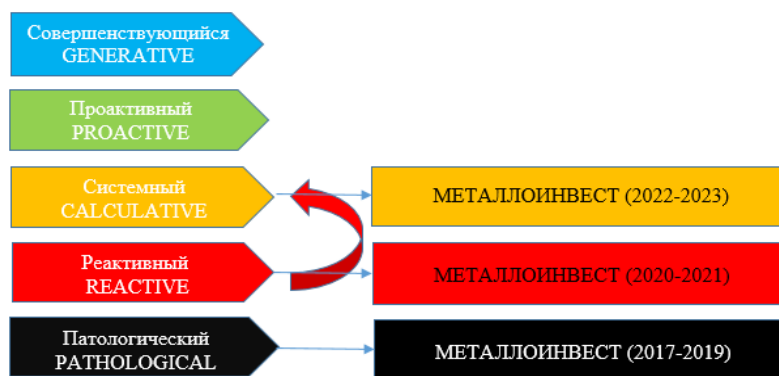 Совершенствующийся
GENERATIVE
Проактивный
PROACTIVE
Системный
CALCULATIVE
МЕТАЛЛОИНВЕСТ (2022-2023)
Реактивный
REACTIVE
МЕТАЛЛОИНВЕСТ (2020-2021)
Патологический
PATHOLOGICAL
МЕТАЛЛОИНВЕСТ (2017-2019)